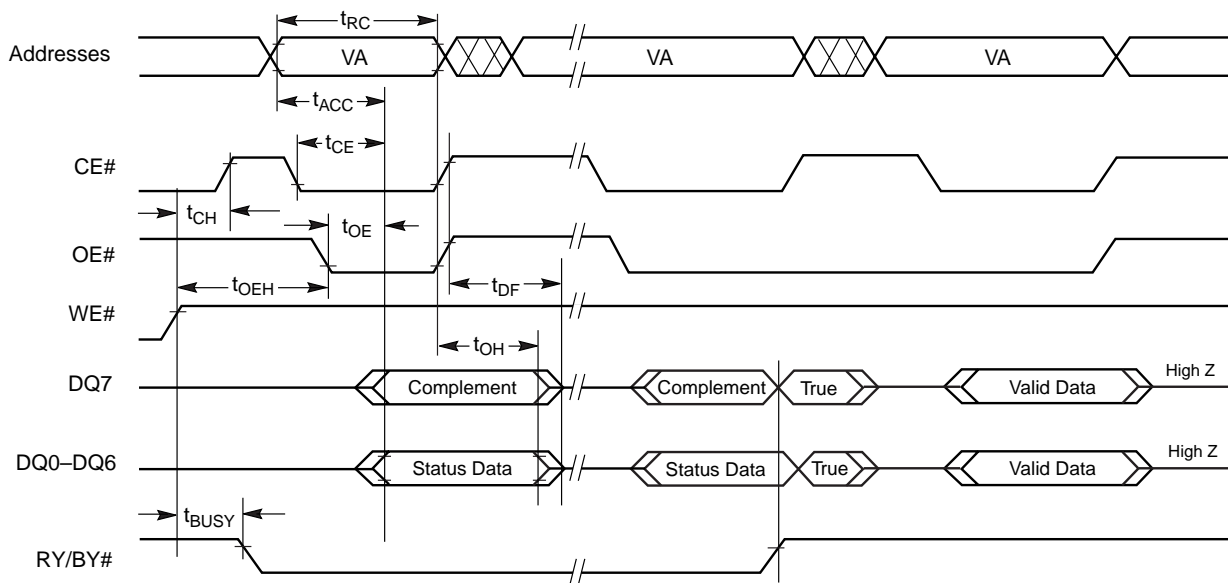 tRC
Addresses VA VA VA
tACC
tCE
CE#
tCH tOE
OE#
tOEH tDF
WE#
tOH
DQ7 Complement Complement True Valid Data High Z
DQ0–DQ6 Status Data Status Data True Valid Data High Z
tBUSY
RY/BY#